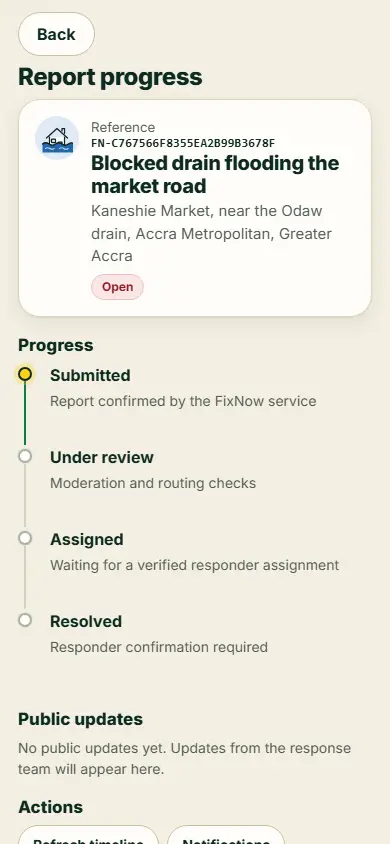 Back
Report progress
Reference
FN-C767566F8355EA2B99B3678F
Blocked drain flooding the
market road
Kaneshie Market, near the Odaw
drain, Accra Metropolitan, Greater
Accra
Open
Progress
Submitted
Report confirmed by the FixNow service
Under review
Moderation and routing checks
Assigned
Waiting for a verified responder assignment
Resolved
Responder confirmation required
Public updates
No public updates yet. Updates from the response
team will appear here.
Actions
Refresh timeline Notifications